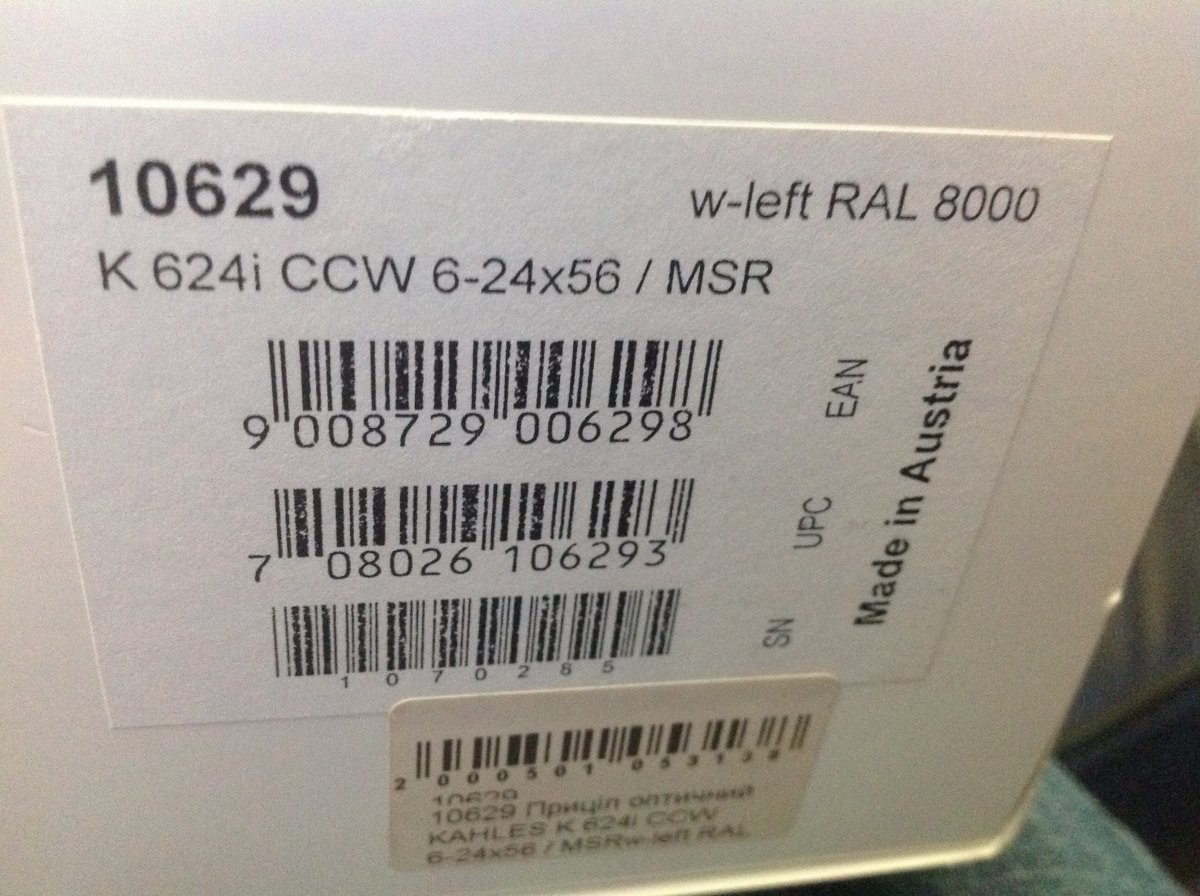 10629
w-left RAL 8000
K 624i CCW 6-24x56 / MSR
9 008729 006298
EAN
7 08026 106293
UPC
1070285
SN
Made in Austria
2 000501 053138
10629
10629 Приціл оптичний
KAHLES K 624i CCW
6-24x56 / MSRw-left RAL